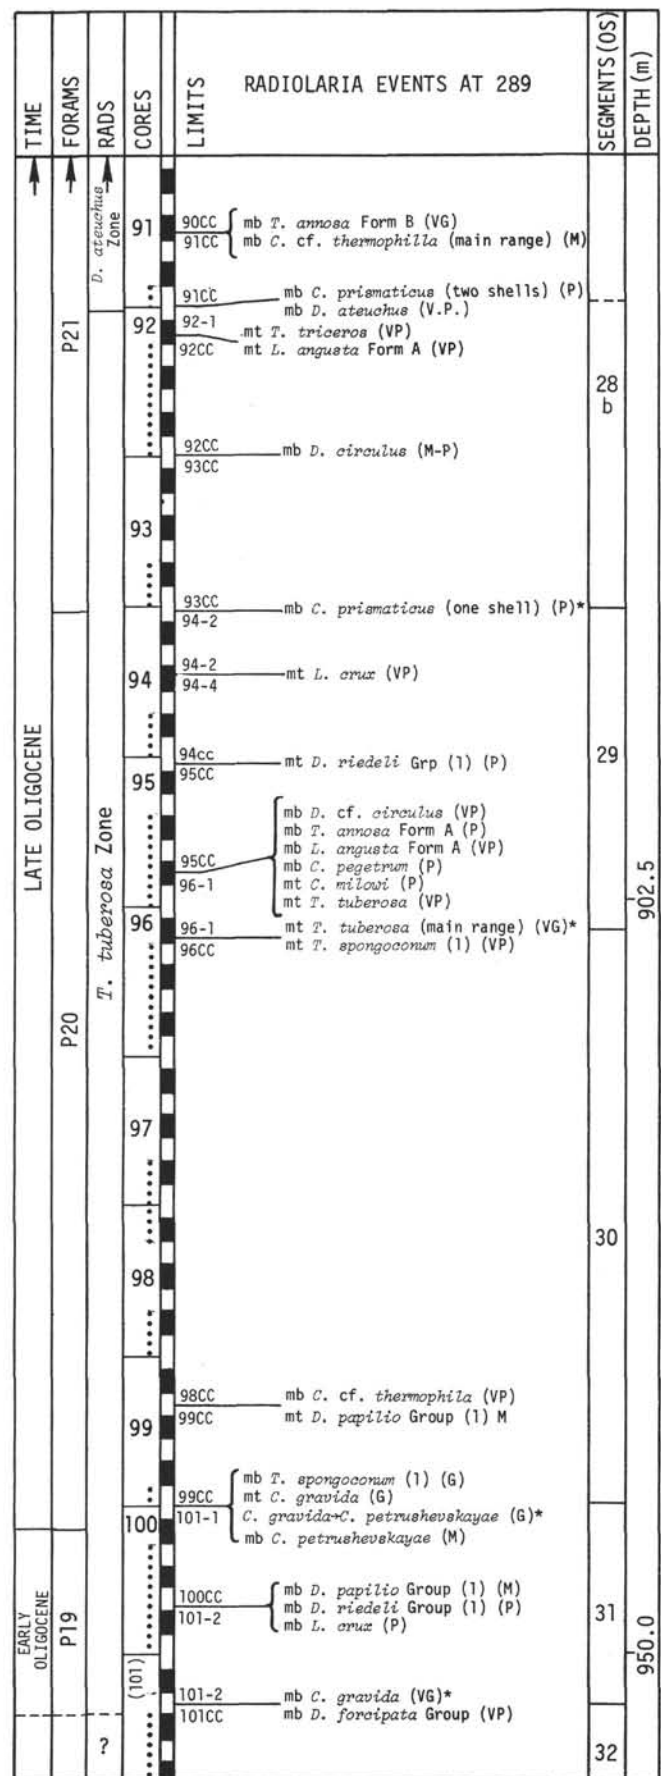 TIME
FORAMS
RADS
CORES
LIMITS
RADIOLARIA EVENTS AT 289
SEGMENTS (OS)
DEPTH (m)
D. ateuchus
Zone
91
90CC
mb T. annosa Form B (VG)
91CC
mb C. cf. thermophilla (main range) (M)
91CC
mb C. prismaticus (two shells) (P)
mb D. ateuchus (V.P.)
92
92-1
mt T. triceros (VP)
92CC
mt L. angusta Form A (VP)
P21
28
b
92CC
mb D. circulus (M-P)
93CC
93
93CC
mb C. prismaticus (one shell) (P)*
94-2
94-2
mt L. crux (VP)
94-4
94
94cc
mt D. riedeli Grp (1) (P)
95CC
95
29
LATE OLIGOCENE
T. tuberosa Zone
mb D. cf. circulus (VP)
mb T. annosa Form A (P)
mb L. angusta Form A (VP)
95CC
mb C. pegetrum (P)
96-1
mt C. milowi (P)
mt T. tuberosa (VP)
902.5
96
96-1
mt T. tuberosa (main range) (VG)*
96CC
mt T. spongoconum (1) (VP)
P20
97
98
30
98CC
mb C. cf. thermophila (VP)
99CC
mt D. papilio Group (1) M
99
mb T. spongoconum (1) (G)
99CC
mt C. gravida (G)
101-1
C. gravida→C. petrushevskayae (G)*
100
mb C. petrushevskayae (M)
100CC
mb D. papilio Group (1) (M)
mb D. riedeli Group (1) (P)
101-2
mb L. crux (P)
31
EARLY
OLIGOCENE
P19
950.0
(101)
101-2
mb C. gravida (VG)*
101CC
mb D. forcipata Group (VP)
?
32